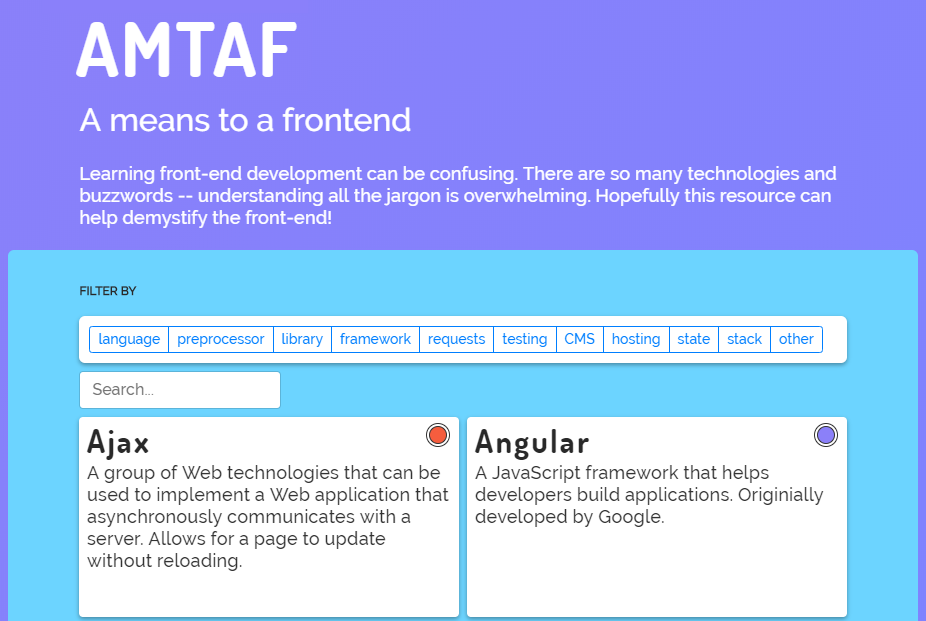 AMTAF
A means to a frontend
Learning front-end development can be confusing. There are so many technologies and
buzzwords -- understanding all the jargon is overwhelming. Hopefully this resource can
help demystify the front-end!
FILTER BY
language preprocessor library framework requests testing CMS hosting state stack other
Search...
Ajax
A group of Web technologies that can be
used to implement a Web application that
asynchronously communicates with a
server. Allows for a page to update
without reloading.
Angular
A JavaScript framework that helps
developers build applications. Originially
developed by Google.